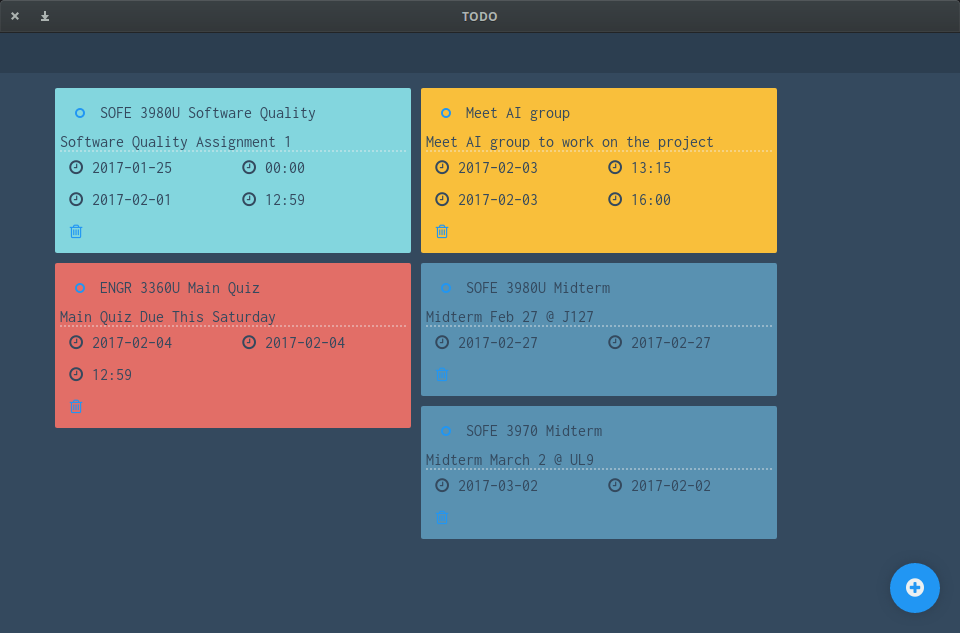 TODO
SOFE 3980U Software Quality
Software Quality Assignment 1
2017-01-25 00:00
2017-02-01 12:59
Meet AI group
Meet AI group to work on the project
2017-02-03 13:15
2017-02-03 16:00
ENGR 3360U Main Quiz
Main Quiz Due This Saturday
2017-02-04 2017-02-04
12:59
SOFE 3980U Midterm
Midterm Feb 27 @ J127
2017-02-27 2017-02-27
SOFE 3970 Midterm
Midterm March 2 @ UL9
2017-03-02 2017-02-02